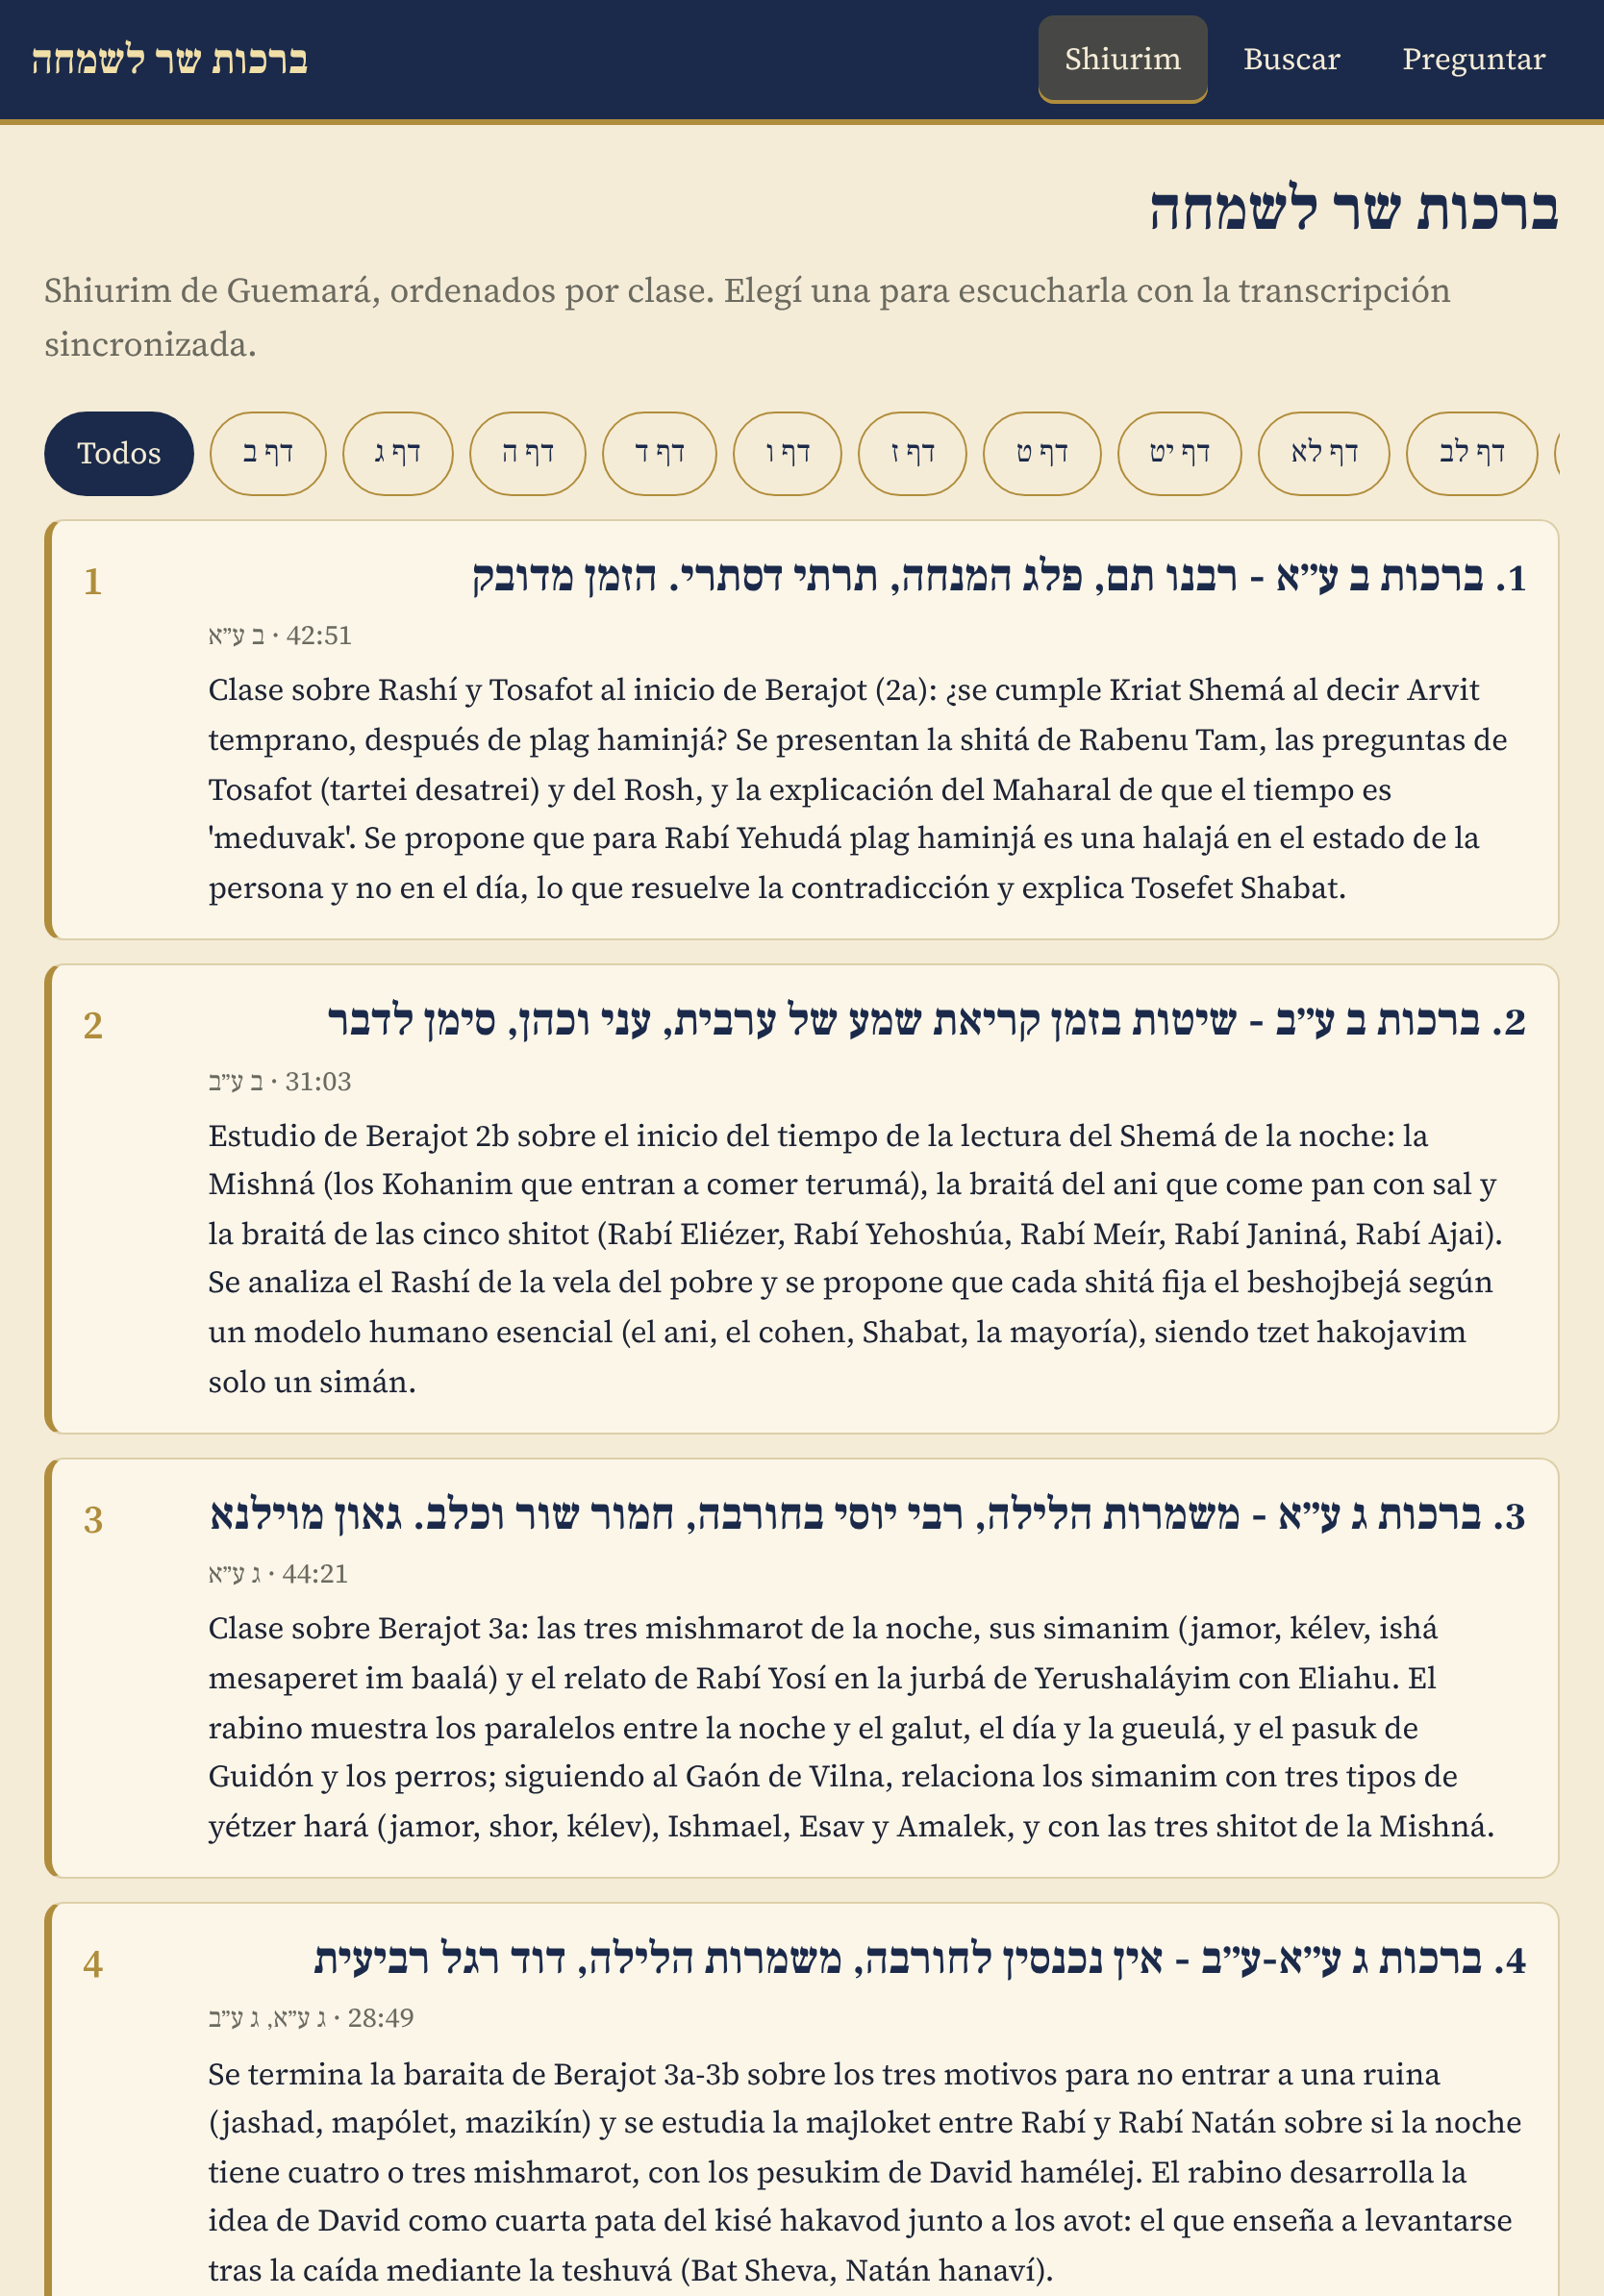 ברכות שר לשמחה
Shiurim
Buscar
Preguntar
ברכות שר לשמחה
Shiurim de Guemará, ordenados por clase. Elegí una para escucharla con la transcripción
sincronizada.
Todos
דף ב
דף ג
דף ה
דף ד
דף ו
דף ז
דף ט
דף יט
דף לא
דף לב
1
1. ברכות ב ע״א - רבנו תם, פלג המנחה, תרתי דסתרי. הזמן מדובק
ב ע״א · 42:51
Clase sobre Rashí y Tosafot al inicio de Berajot (2a): ¿se cumple Kriat Shemá al decir Arvit
temprano, después de plag haminjá? Se presentan la shitá de Rabenu Tam, las preguntas de
Tosafot (tartei desatrei) y del Rosh, y la explicación del Maharal de que el tiempo es
'meduvak'. Se propone que para Rabí Yehudá plag haminjá es una halajá en el estado de la
persona y no en el día, lo que resuelve la contradicción y explica Tosefet Shabat.
2
2. ברכות ב ע״ב - שיטות בזמן קריאת שמע של ערבית, עני וכהן, סימן לדבר
ב ע״ב · 31:03
Estudio de Berajot 2b sobre el inicio del tiempo de la lectura del Shemá de la noche: la
Mishná (los Kohanim que entran a comer terumá), la braitá del ani que come pan con sal y
la braitá de las cinco shitot (Rabí Eliézer, Rabí Yehoshúa, Rabí Meír, Rabí Janiná, Rabí Ajai).
Se analiza el Rashí de la vela del pobre y se propone que cada shitá fija el beshojbejá según
un modelo humano esencial (el ani, el cohen, Shabat, la mayoría), siendo tzet hakojavim
solo un simán.
3
3. ברכות ג ע״א - משמרות הלילה, רבי יוסי בחורבה, חמור שור וכלב. גאון מוילנא
ג ע״א · 44:21
Clase sobre Berajot 3a: las tres mishmarot de la noche, sus simanim (jamor, kélev, ishá
mesaperet im baalá) y el relato de Rabí Yosí en la jurbá de Yerushaláyim con Eliahu. El
rabino muestra los paralelos entre la noche y el galut, el día y la gueulá, y el pasuk de
Guidón y los perros; siguiendo al Gaón de Vilna, relaciona los simanim con tres tipos de
yétzer hará (jamor, shor, kélev), Ishmael, Esav y Amalek, y con las tres shitot de la Mishná.
4
4. ברכות ג ע״א-ע״ב - אין נכנסין לחורבה, משמרות הלילה, דוד רגל רביעית
ג ע״א, ג ע״ב · 28:49
Se termina la baraita de Berajot 3a-3b sobre los tres motivos para no entrar a una ruina
(jashad, mapólet, mazikín) y se estudia la majloket entre Rabí y Rabí Natán sobre si la noche
tiene cuatro o tres mishmarot, con los pesukim de David hamélej. El rabino desarrolla la
idea de David como cuarta pata del kisé hakavod junto a los avot: el que enseña a levantarse
tras la caída mediante la teshuvá (Bat Sheva, Natán hanaví).